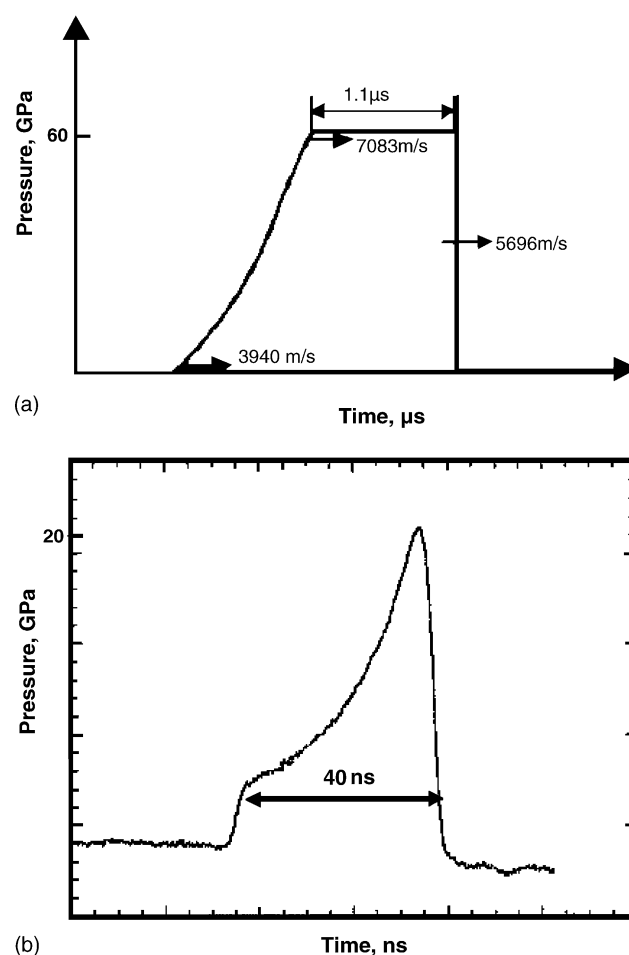 (a)
Pressure, GPa
60
1.1µs
7083m/s
5696m/s
3940 m/s
Time, µs
(b)
Pressure, GPa
20
40 ns
Time, ns